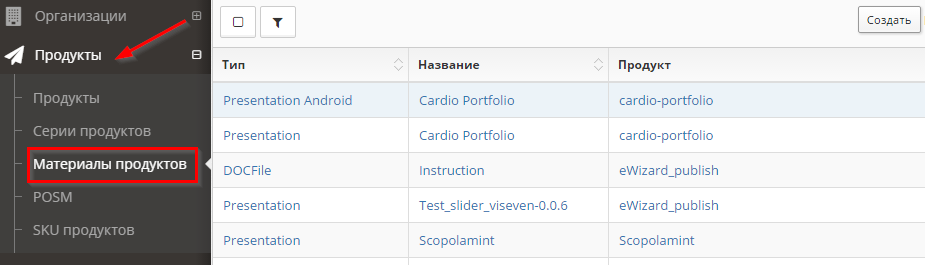 Организации
Продукты
Продукты
Серии продуктов
Материалы продуктов
POSM
SKU продуктов
Создать
Тип Название Продукт
Presentation Android Cardio Portfolio cardio-portfolio
Presentation Cardio Portfolio cardio-portfolio
DOCFile Instruction eWizard_publish
Presentation Test_slider_viseven-0.0.6 eWizard_publish
Presentation Scopolamint Scopolamint